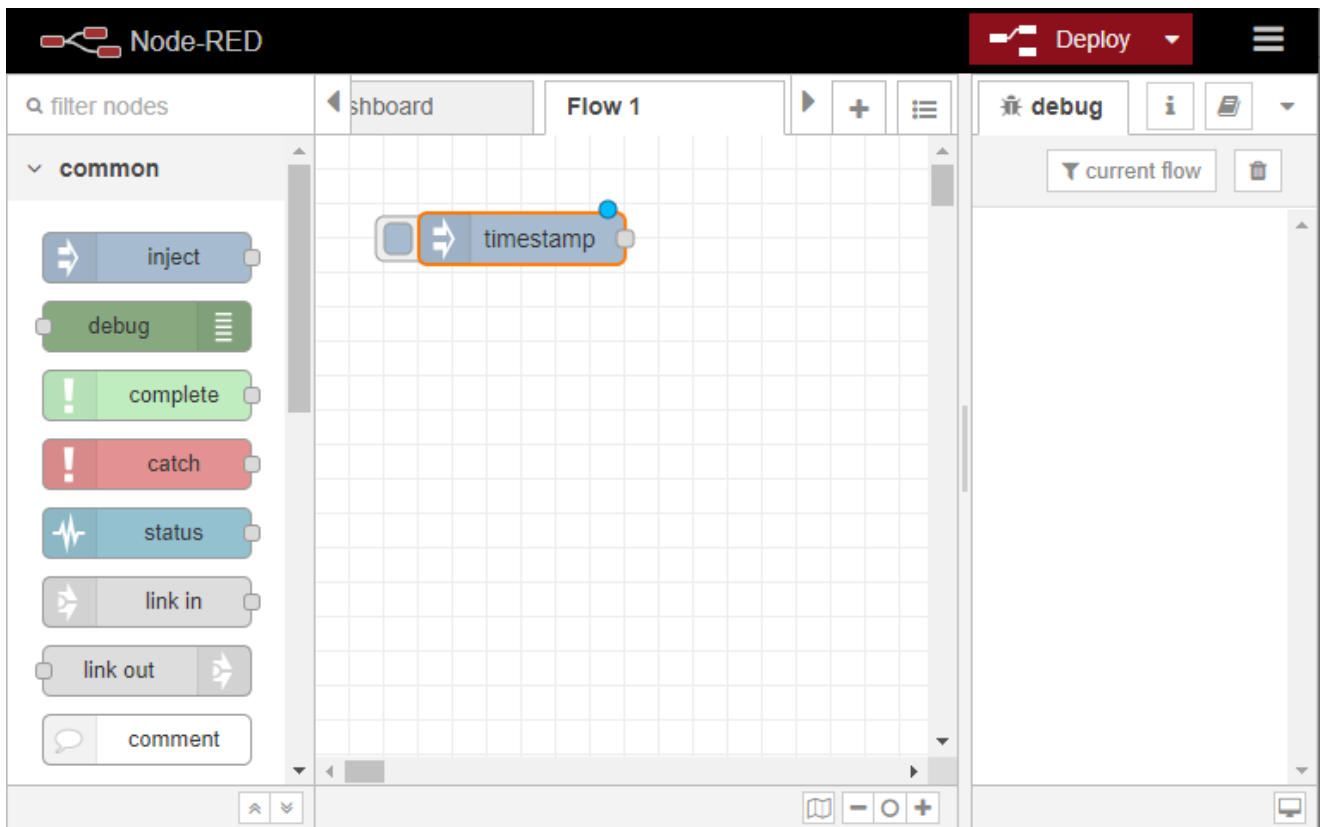 Node-RED
Deploy
filter nodes
shboard
Flow 1
debug
i
common
current flow
timestamp
inject
debug
complete
catch
status
link in
link out
comment